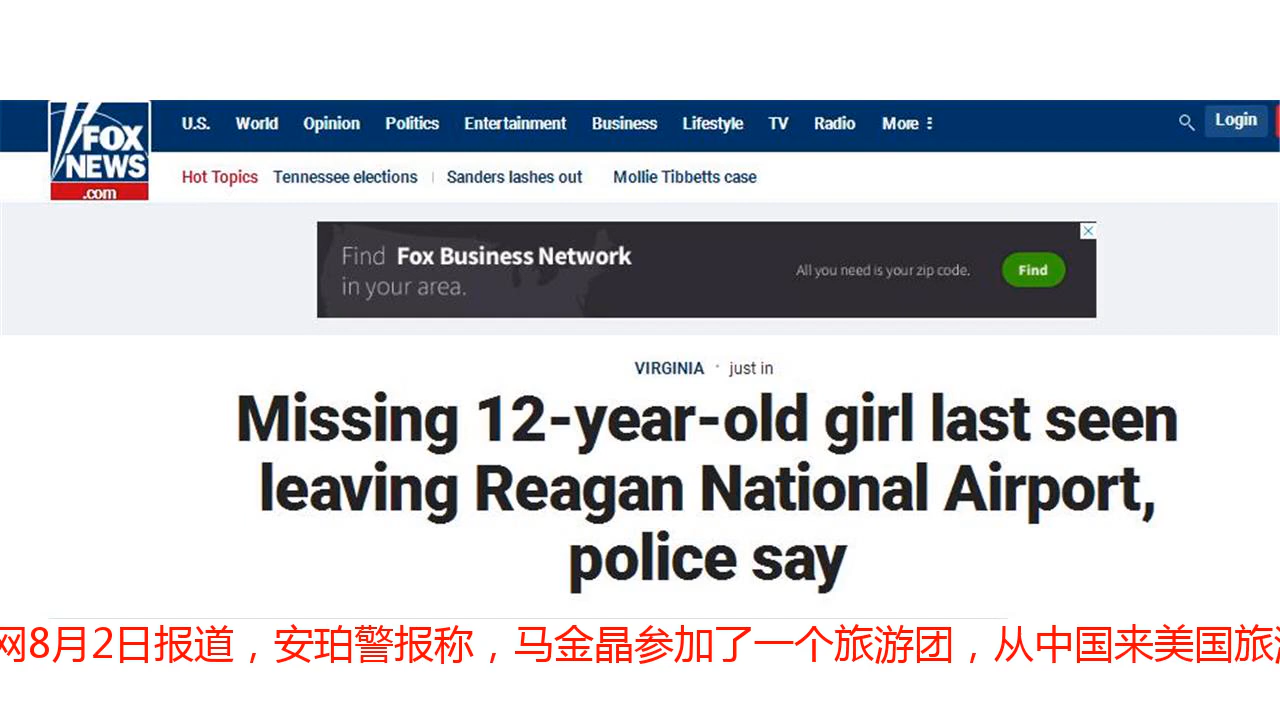 U.S. World Opinion Politics Entertainment Business Lifestyle TV Radio More Login
FOX
NEWS
.com
Hot Topics Tennessee elections Sanders lashes out Mollie Tibbetts case
Find Fox Business Network
in your area.
All you need is your zip code.
Find
VIRGINIA · just in
Missing 12-year-old girl last seen
leaving Reagan National Airport,
police say
网8月2日报道，安珀警报称，马金晶参加了一个旅游团，从中国来美国旅游